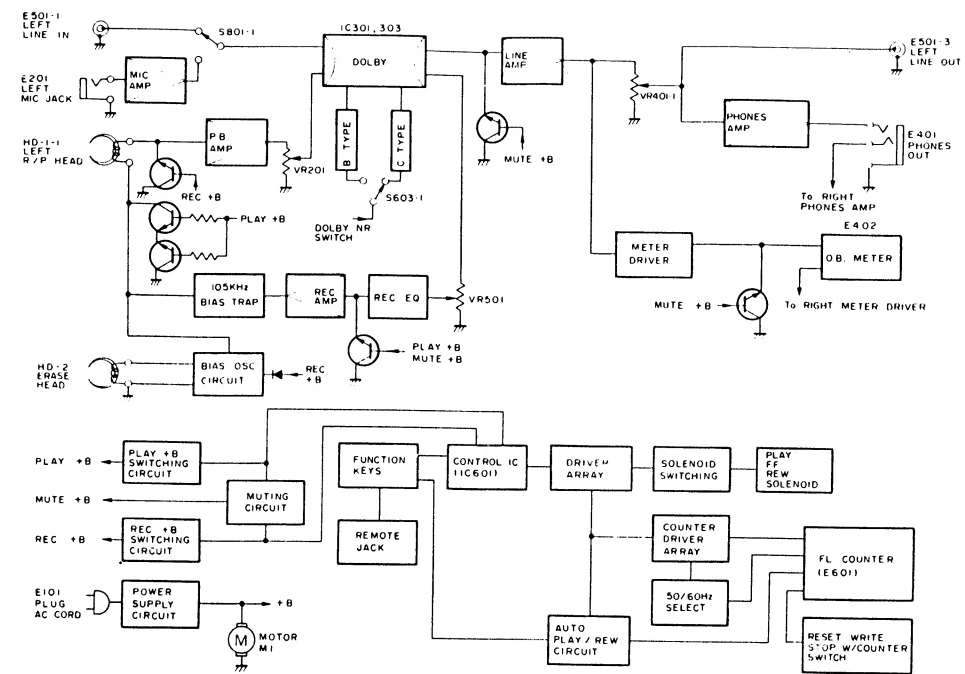 E501-1
LEFT
LINE IN
S801-1
E201
LEFT
MIC JACK
MIC
AMP
IC301,303
DOLBY
B TYPE
C TYPE
S603-1
DOLBY NR
SWITCH
HD-1-1
LEFT
R/P HEAD
PB
AMP
VR201
REC +B
PLAY +B
LINE
AMP
MUTE +B
VR401-1
E501-3
LEFT
LINE OUT
PHONES
AMP
E401
PHONES
OUT
To RIGHT
PHONES AMP
METER
DRIVER
E402
O.B. METER
MUTE +B
To RIGHT METER DRIVER
105KHz
BIAS TRAP
REC
AMP
REC EQ
VR501
PLAY +B
MUTE +B
HD-2
ERASE
HEAD
BIAS OSC
CIRCUIT
REC
+B
PLAY +B
PLAY +B
SWITCHING
CIRCUIT
MUTE +B
MUTING
CIRCUIT
REC +B
REC +B
SWITCHING
CIRCUIT
FUNCTION
KEYS
REMOTE
JACK
CONTROL IC
(IC601)
DRIVER
ARRAY
SOLENOID
SWITCHING
PLAY
FF
REW
SOLENOID
COUNTER
DRIVER
ARRAY
50/60Hz
SELECT
FL COUNTER
(E601)
AUTO
PLAY / REW
CIRCUIT
RESET WRITE
STOP W/COUNTER
SWITCH
E101
PLUG
AC CORD
POWER
SUPPLY
CIRCUIT
+B
M
MOTOR
M1